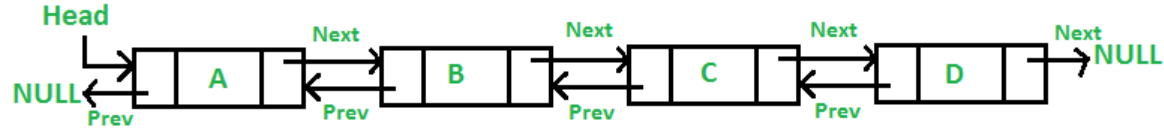 Head
Next Next Next Next
NULL A B C D NULL
Prev Prev Prev Prev